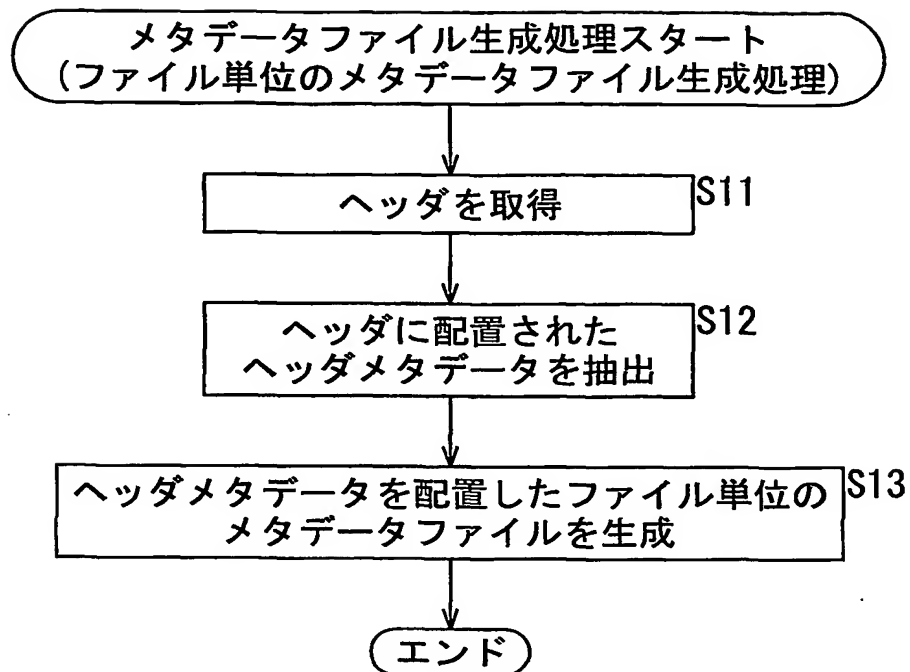 メタデータファイル生成処理スタート
(ファイル単位のメタデータファイル生成処理)
ヘッダを取得
S11
ヘッダに配置された
ヘッダメタデータを抽出
S12
ヘッダメタデータを配置したファイル単位の
メタデータファイルを生成
S13
エンド